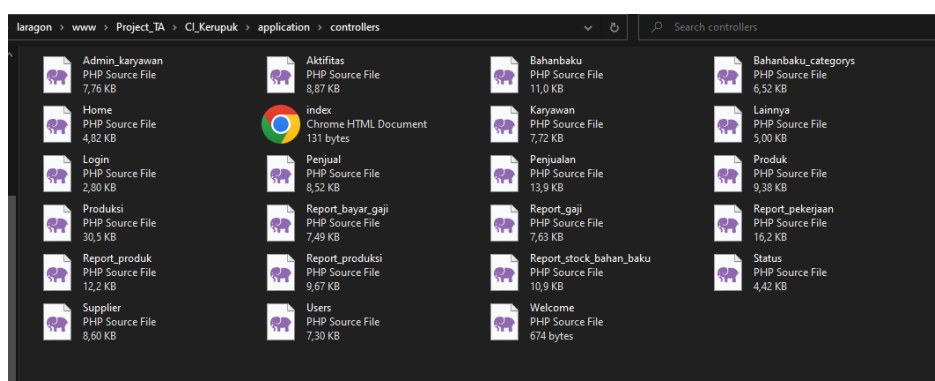 laragon > www > Project_TA > CI_Kerupuk > application > controllers
Search controllers
Admin_karyawan
PHP Source File
7,76 KB
Aktifitas
PHP Source File
8,87 KB
Bahanbaku
PHP Source File
11,0 KB
Bahanbaku_categorys
PHP Source File
6,52 KB
Home
PHP Source File
4,82 KB
index
Chrome HTML Document
131 bytes
Karyawan
PHP Source File
7,72 KB
Lainnya
PHP Source File
5,00 KB
Login
PHP Source File
2,80 KB
Penjual
PHP Source File
8,52 KB
Penjualan
PHP Source File
13,9 KB
Produk
PHP Source File
9,38 KB
Produksi
PHP Source File
30,5 KB
Report_bayar_gaji
PHP Source File
7,49 KB
Report_gaji
PHP Source File
7,63 KB
Report_pekerjaan
PHP Source File
16,2 KB
Report_produk
PHP Source File
12,2 KB
Report_produksi
PHP Source File
9,67 KB
Report_stock_bahan_baku
PHP Source File
10,9 KB
Status
PHP Source File
4,42 KB
Supplier
PHP Source File
8,60 KB
Users
PHP Source File
7,30 KB
Welcome
PHP Source File
674 bytes